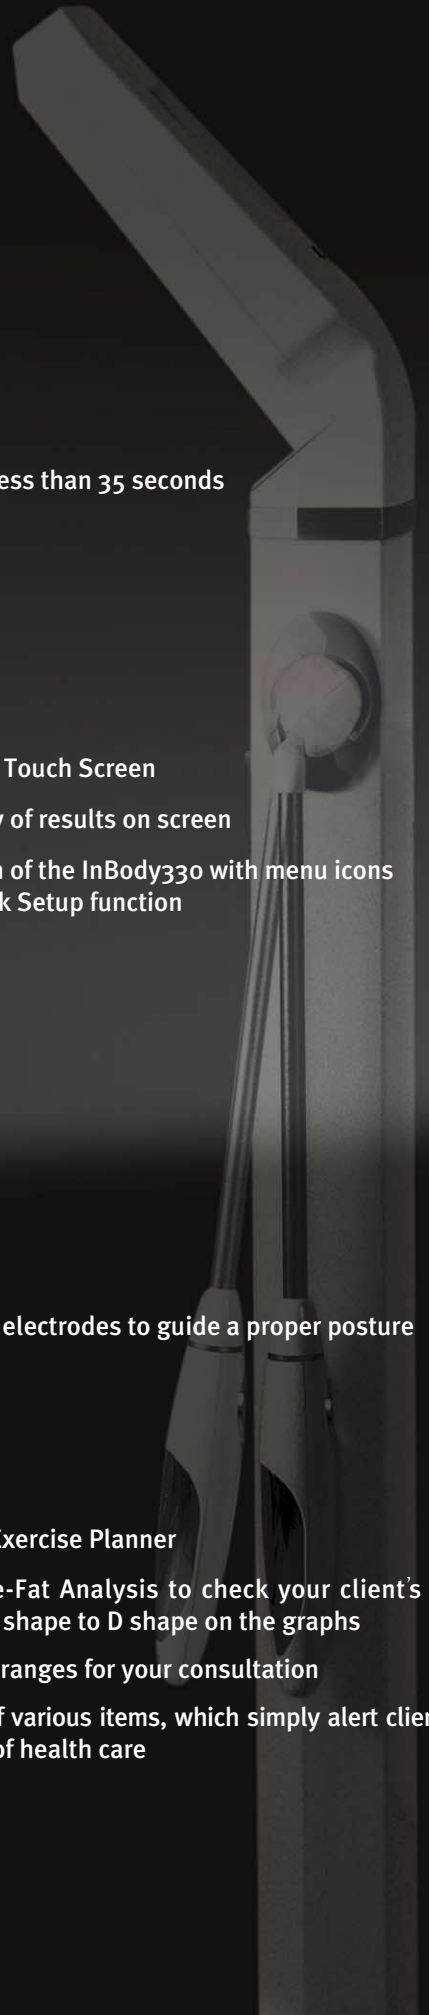 ess than 35 seconds
Touch Screen
of results on screen
of the InBody330 with menu icons
k Setup function
electrodes to guide a proper posture
Exercise Planner
e-Fat Analysis to check your client's
shape to D shape on the graphs
ranges for your consultation
various items, which simply alert clien
of health care